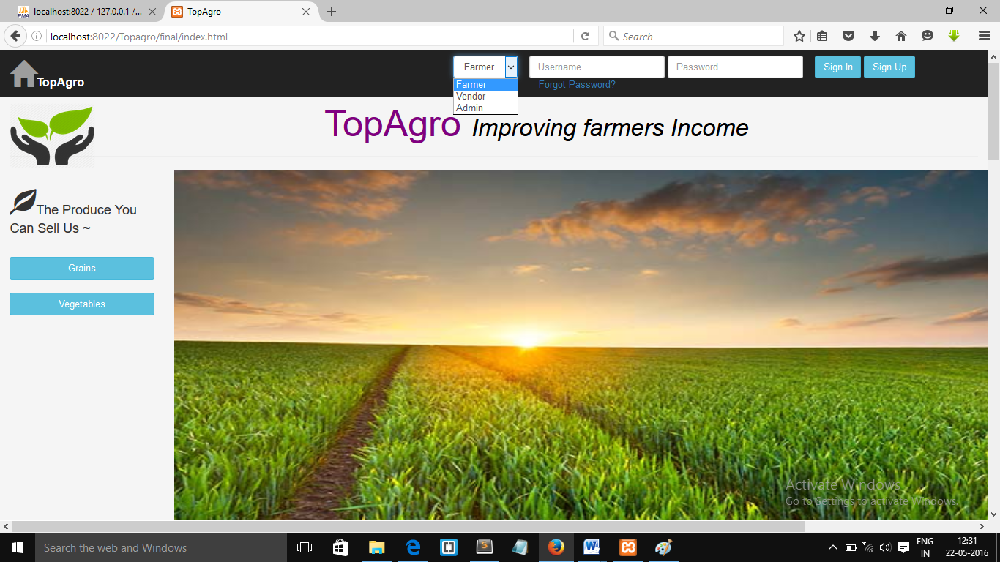 localhost:8022 / 127.0.0.1 /...
TopAgro
localhost:8022/Topagro/final/index.html
Search
TopAgro
Farmer
Username
Password
Sign In
Sign Up
Farmer
Vendor
Admin
Forgot Password?
TopAgro Improving farmers Income
The Produce You
Can Sell Us ~
Grains
Vegetables
Activate Windows
Go to Settings to activate Windows.
Search the web and Windows
ENG
IN
12:31
22-05-2016